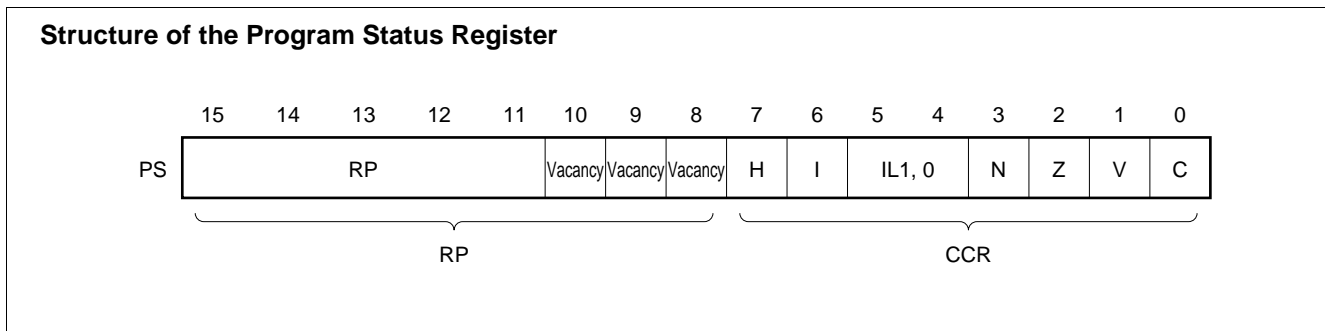 Structure of the Program Status Register
15 14 13 12 11 10 9 8 7 6 5 4 3 2 1 0
PS RP Vacancy Vacancy Vacancy H I IL1, 0 N Z V C
RP CCR